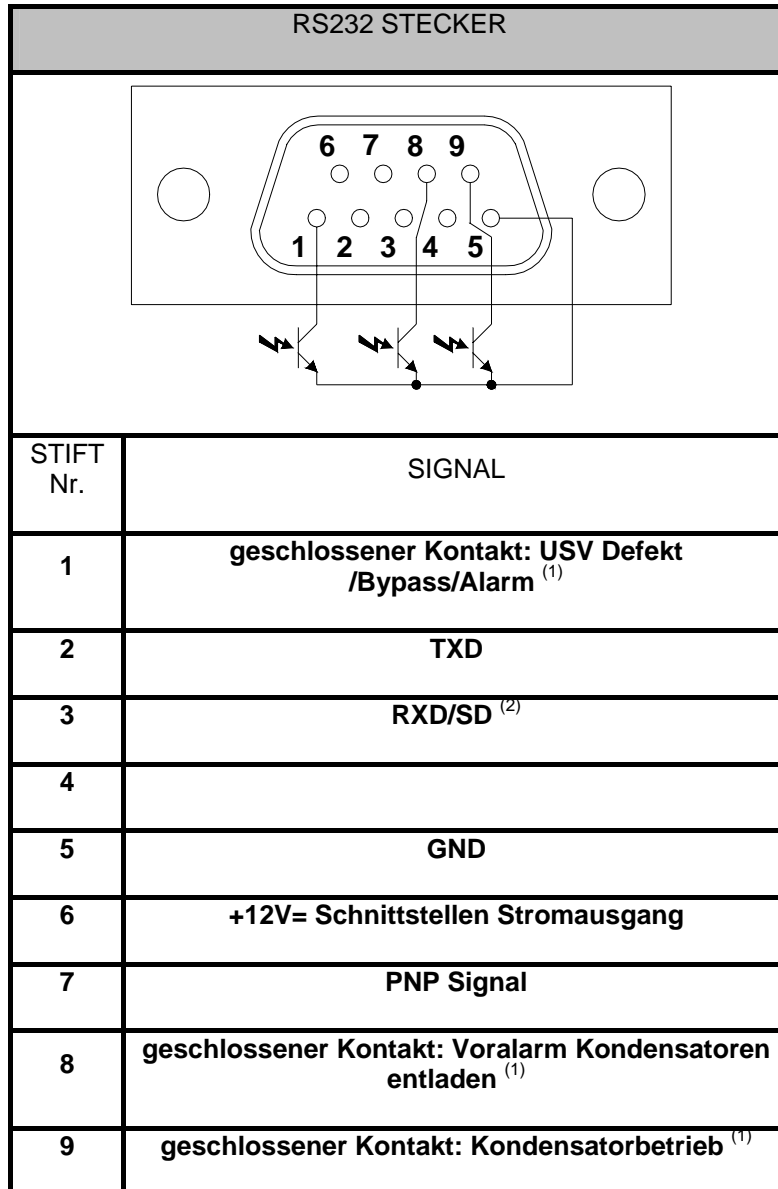 RS232 STECKER
6 7 8 9
1 2 3 4 5
STIFT
Nr.
SIGNAL
1
geschlossener Kontakt: USV Defekt
/Bypass/Alarm (1)
2
TXD
3
RXD/SD (2)
4
5
GND
6
+12V= Schnittstellen Stromausgang
7
PNP Signal
8
geschlossener Kontakt: Voralarm Kondensatoren
entladen (1)
9
geschlossener Kontakt: Kondensatorbetrieb (1)